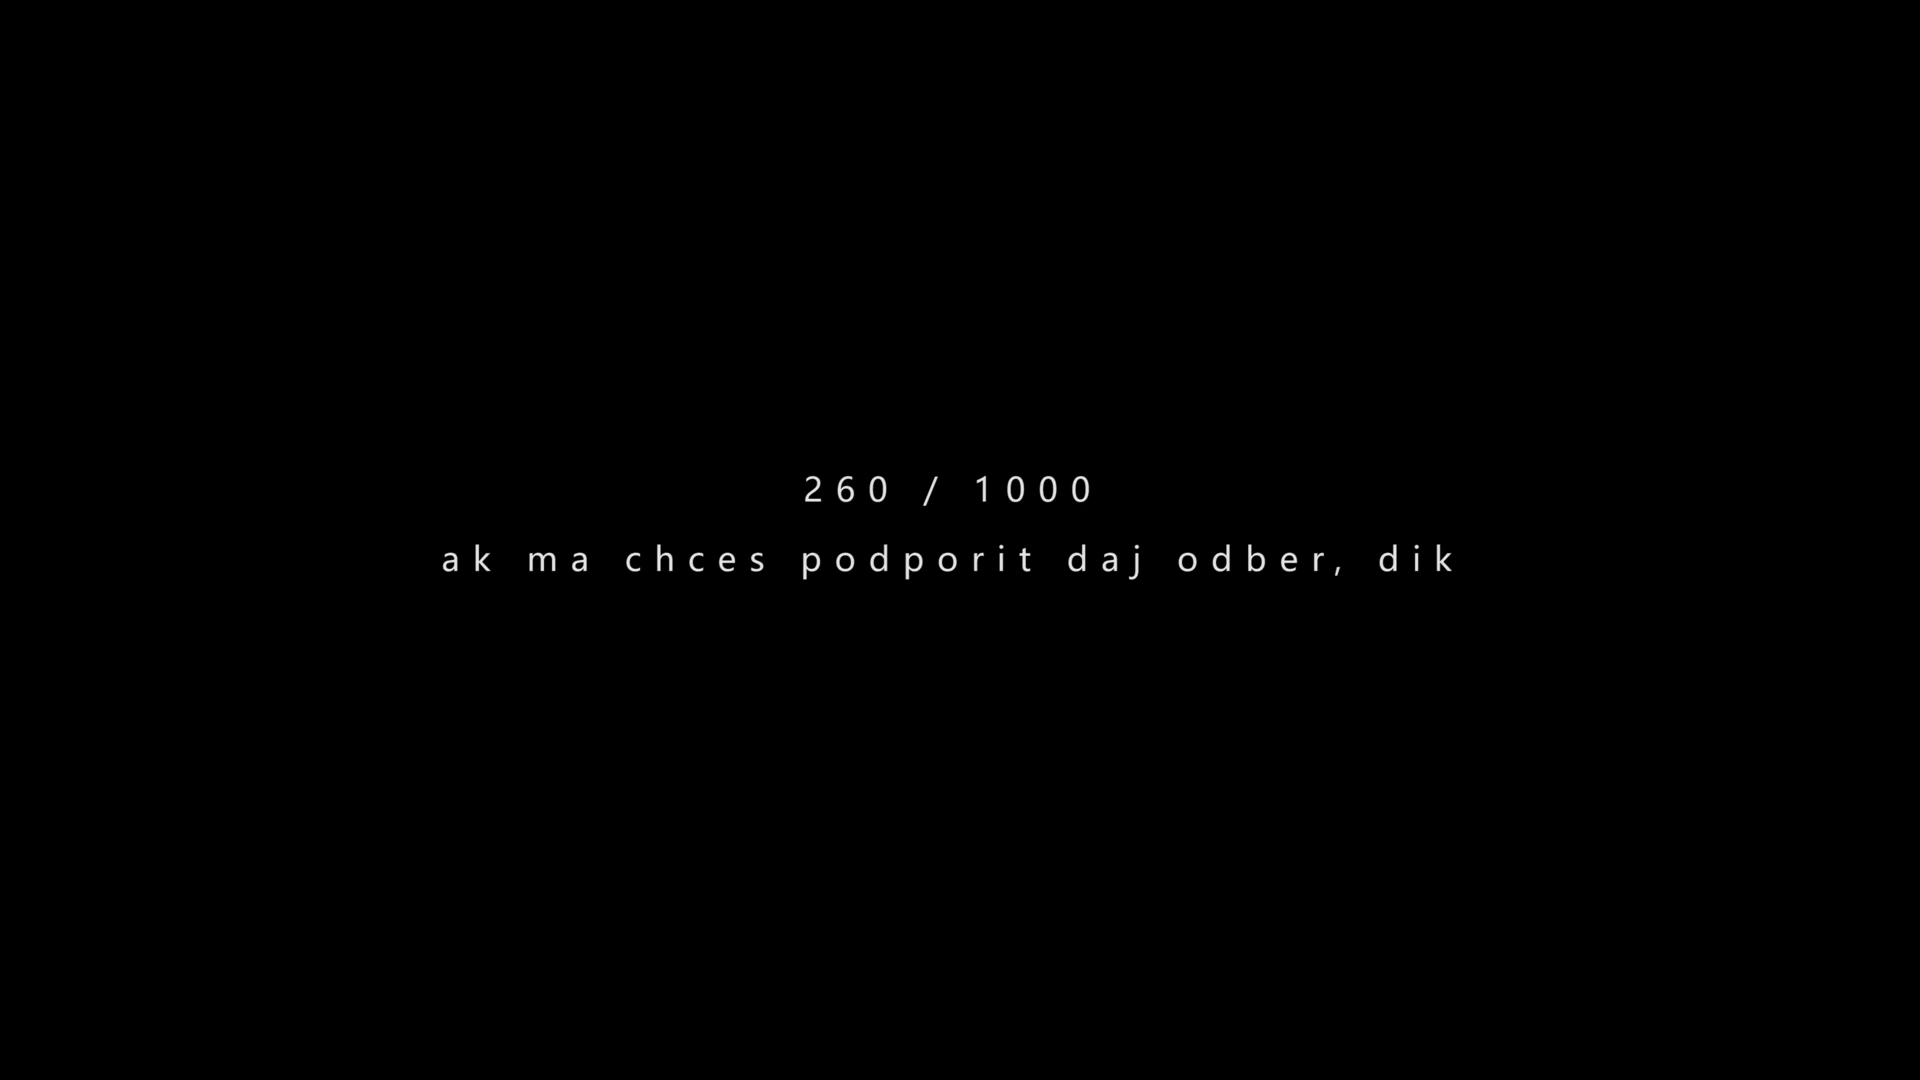 260 / 1000
ak ma chces podporit daj odber, dik